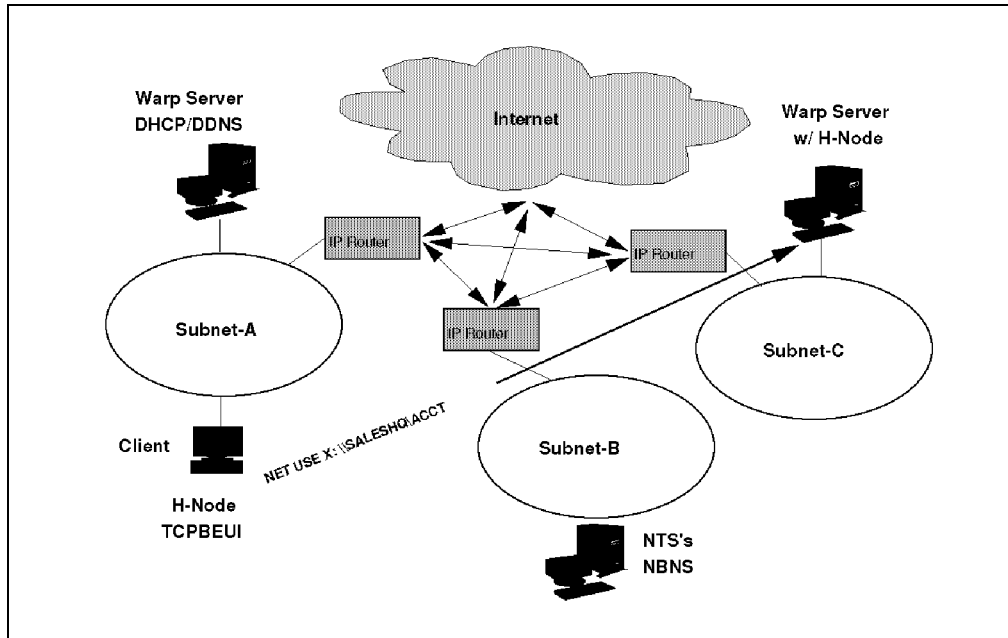 Warp Server
DHCP/DDNS
Internet
Warp Server
w/ H-Node
IP Router
IP Router
IP Router
Subnet-A
Subnet-C
Client
NET USE X: \\SALESHQ\ACCT
Subnet-B
H-Node
TCPBEUI
NTS's
NBNS